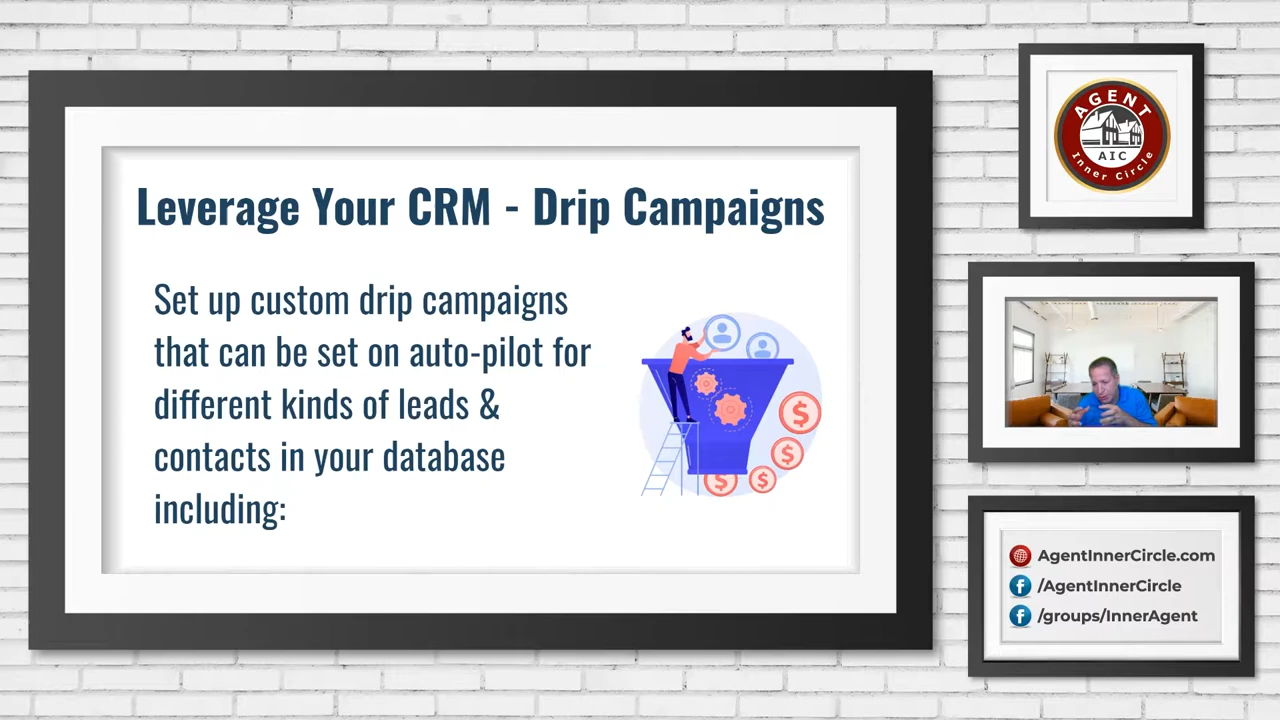 Leverage Your CRM - Drip Campaigns
Set up custom drip campaigns
that can be set on auto-pilot for
different kinds of leads &
contacts in your database
including:
$
$
$
$
AGENT
AIC
Inner Circle
AgentInnerCircle.com
f /AgentInnerCircle
f /groups/InnerAgent